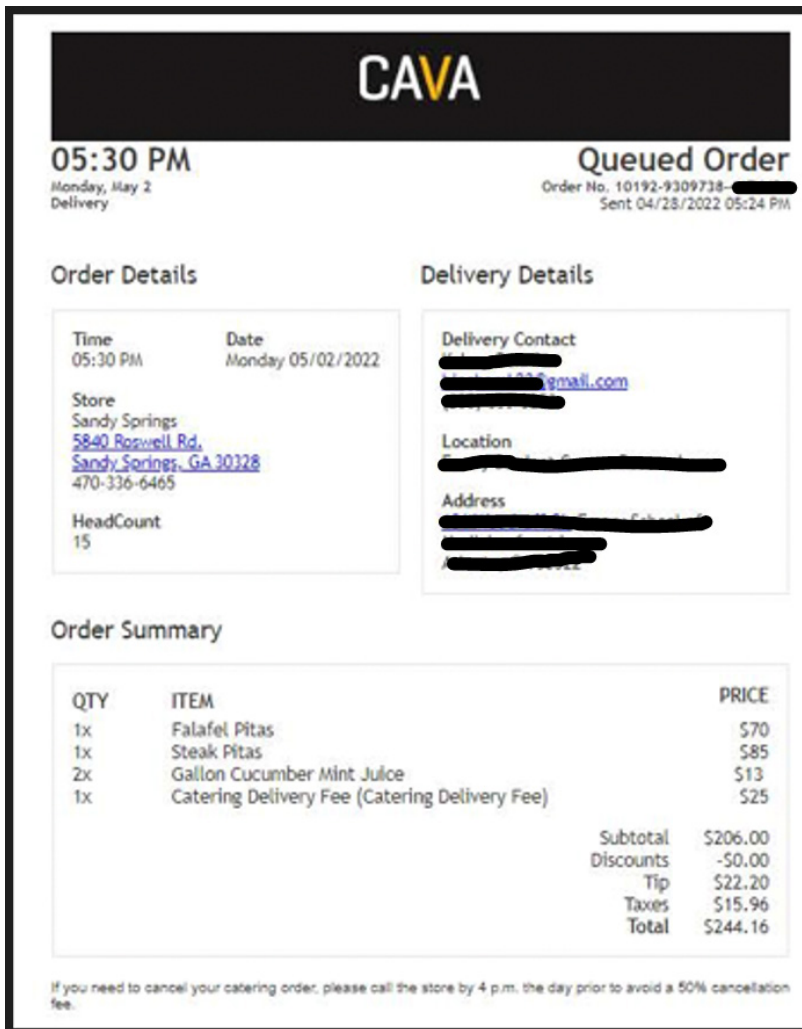 CAVA
05:30 PM
Queued Order
Monday, May 2
Order No. 10192-9309738-
Delivery
Sent 04/28/2022 05:24 PM
Order Details
Delivery Details
Time Date
05:30 PM Monday 05/02/2022
Store
Sandy Springs
5840 Roswell Rd.
Sandy Springs, GA 30328
470-336-6465
HeadCount
15
Delivery Contact
@gmail.com
Location
Address
Order Summary
QTY ITEM PRICE
1x Falafel Pitas $70
1x Steak Pitas $85
2x Gallon Cucumber Mint Juice $13
1x Catering Delivery Fee (Catering Delivery Fee) $25
Subtotal $206.00
Discounts -$0.00
Tip $22.20
Taxes $15.96
Total $244.16
If you need to cancel your catering order, please call the store by 4 p.m. the day prior to avoid a 50% cancellation
fee.